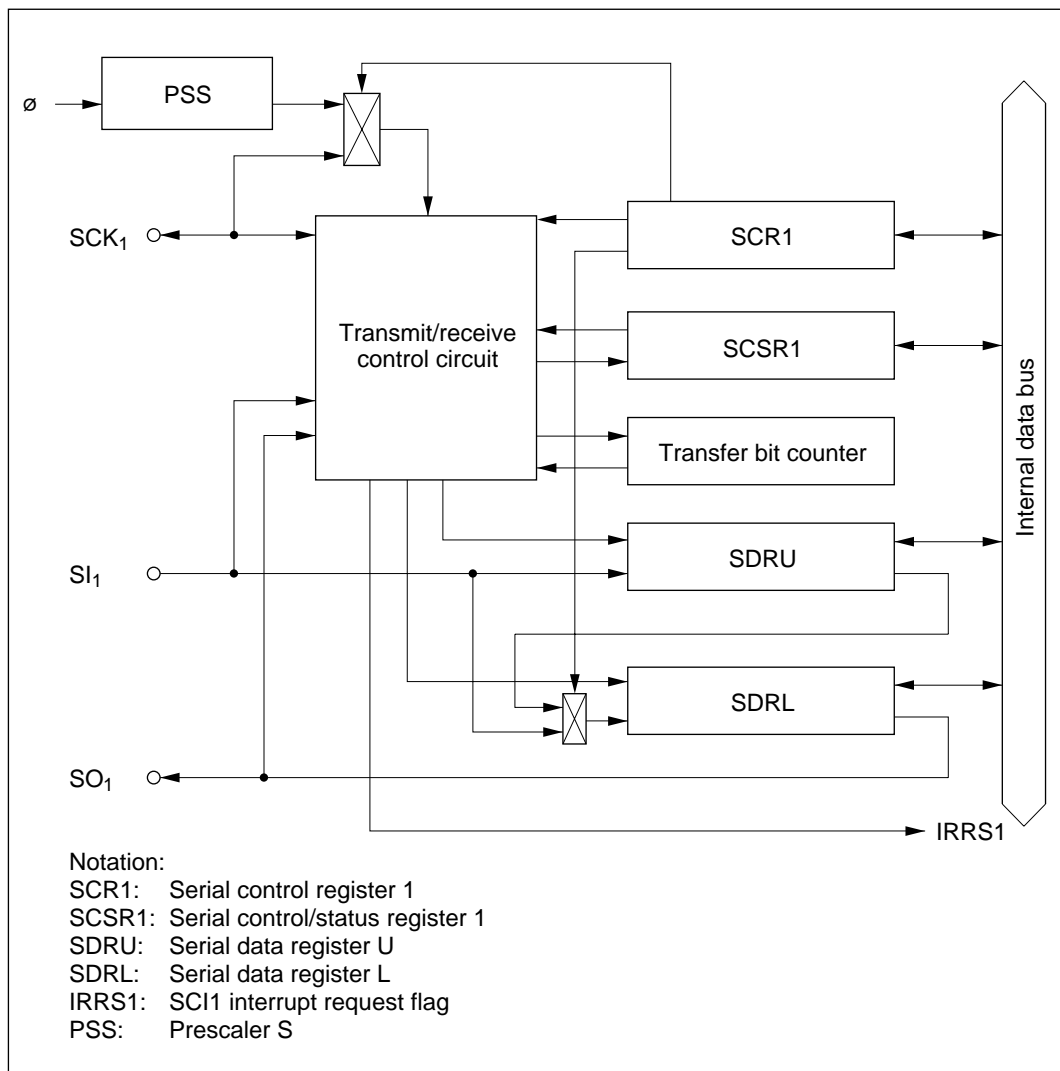 ø
PSS
SCK1
SCR1
Transmit/receive
control circuit
SCSR1
Transfer bit counter
Internal data bus
SI1
SDRU
SDRL
SO1
IRRS1
Notation:
SCR1: Serial control register 1
SCSR1: Serial control/status register 1
SDRU: Serial data register U
SDRL: Serial data register L
IRRS1: SCI1 interrupt request flag
PSS: Prescaler S